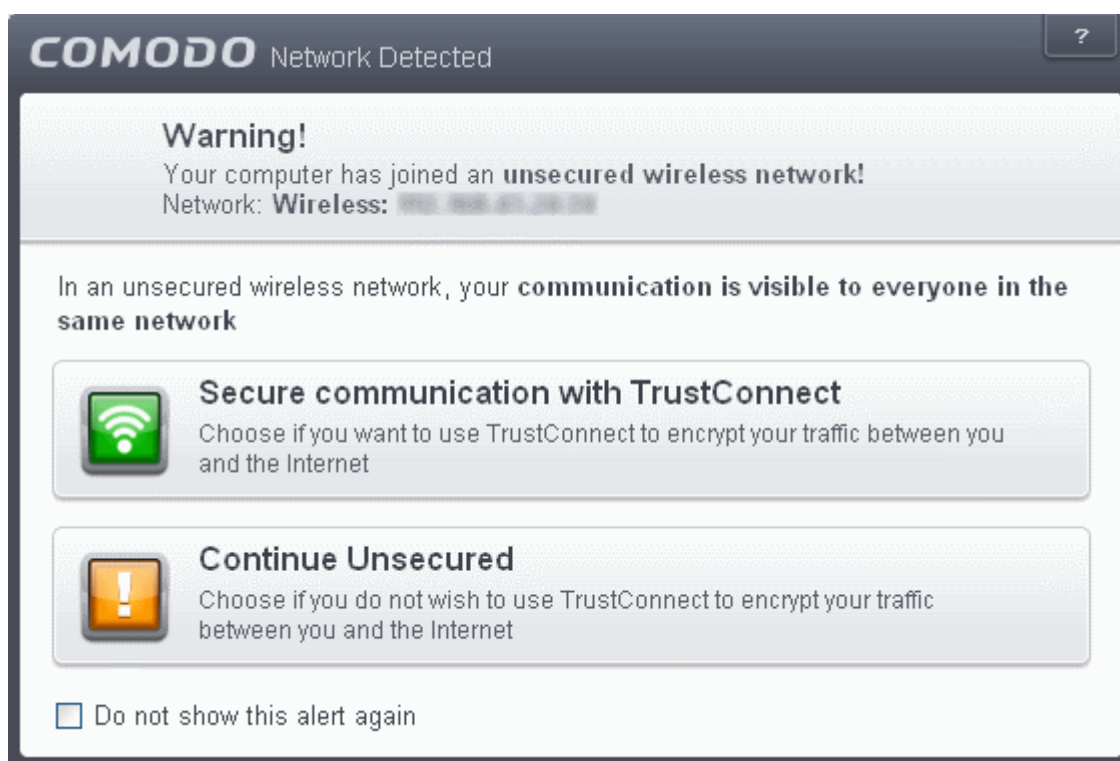 COMODO Network Detected
?
Warning!
Your computer has joined an unsecured wireless network!
Network: Wireless:
In an unsecured wireless network, your communication is visible to everyone in the
same network
Secure communication with TrustConnect
Choose if you want to use TrustConnect to encrypt your traffic between you
and the Internet
Continue Unsecured
Choose if you do not wish to use TrustConnect to encrypt your traffic
between you and the Internet
Do not show this alert again